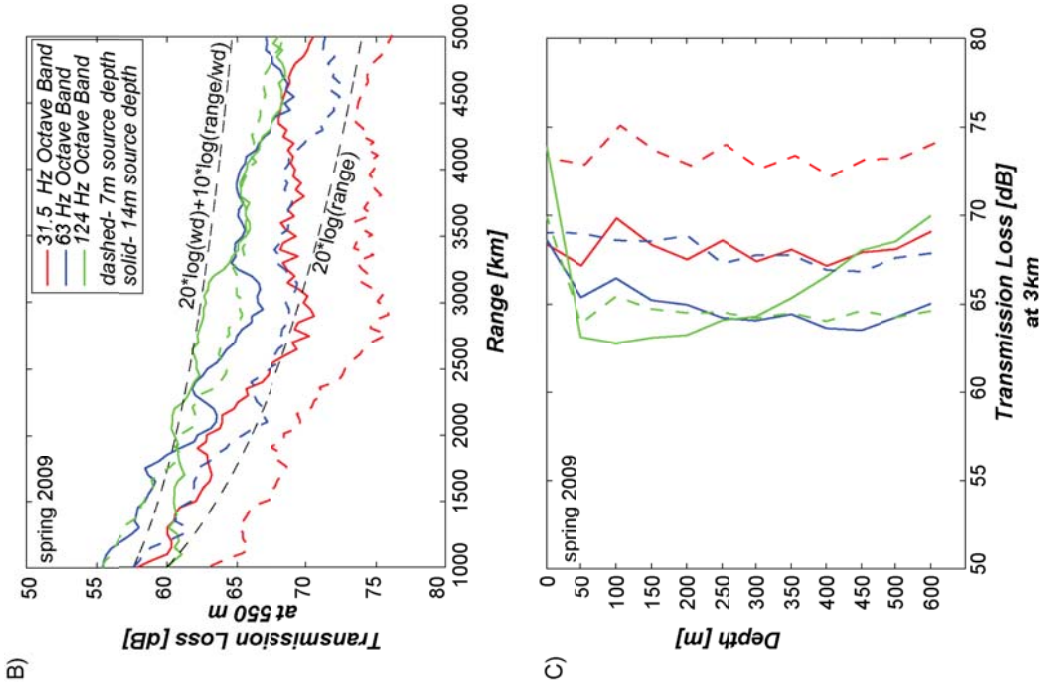 B)
spring 2009
31.5 Hz Octave Band
63 Hz Octave Band
124 Hz Octave Band
dashed- 7m source depth
solid- 14m source depth
20*log(wd)+10*log(range/wd)
20*log(range)
50
55
60
65
70
75
80
Transmission Loss [dB]
at 550 m
1000
1500
2000
2500
3000
3500
4000
4500
5000
Range [km]
C)
spring 2009
0
50
100
150
200
250
300
350
400
450
500
600
Depth [m]
50
55
60
65
70
75
80
Transmission Loss [dB]
at 3km